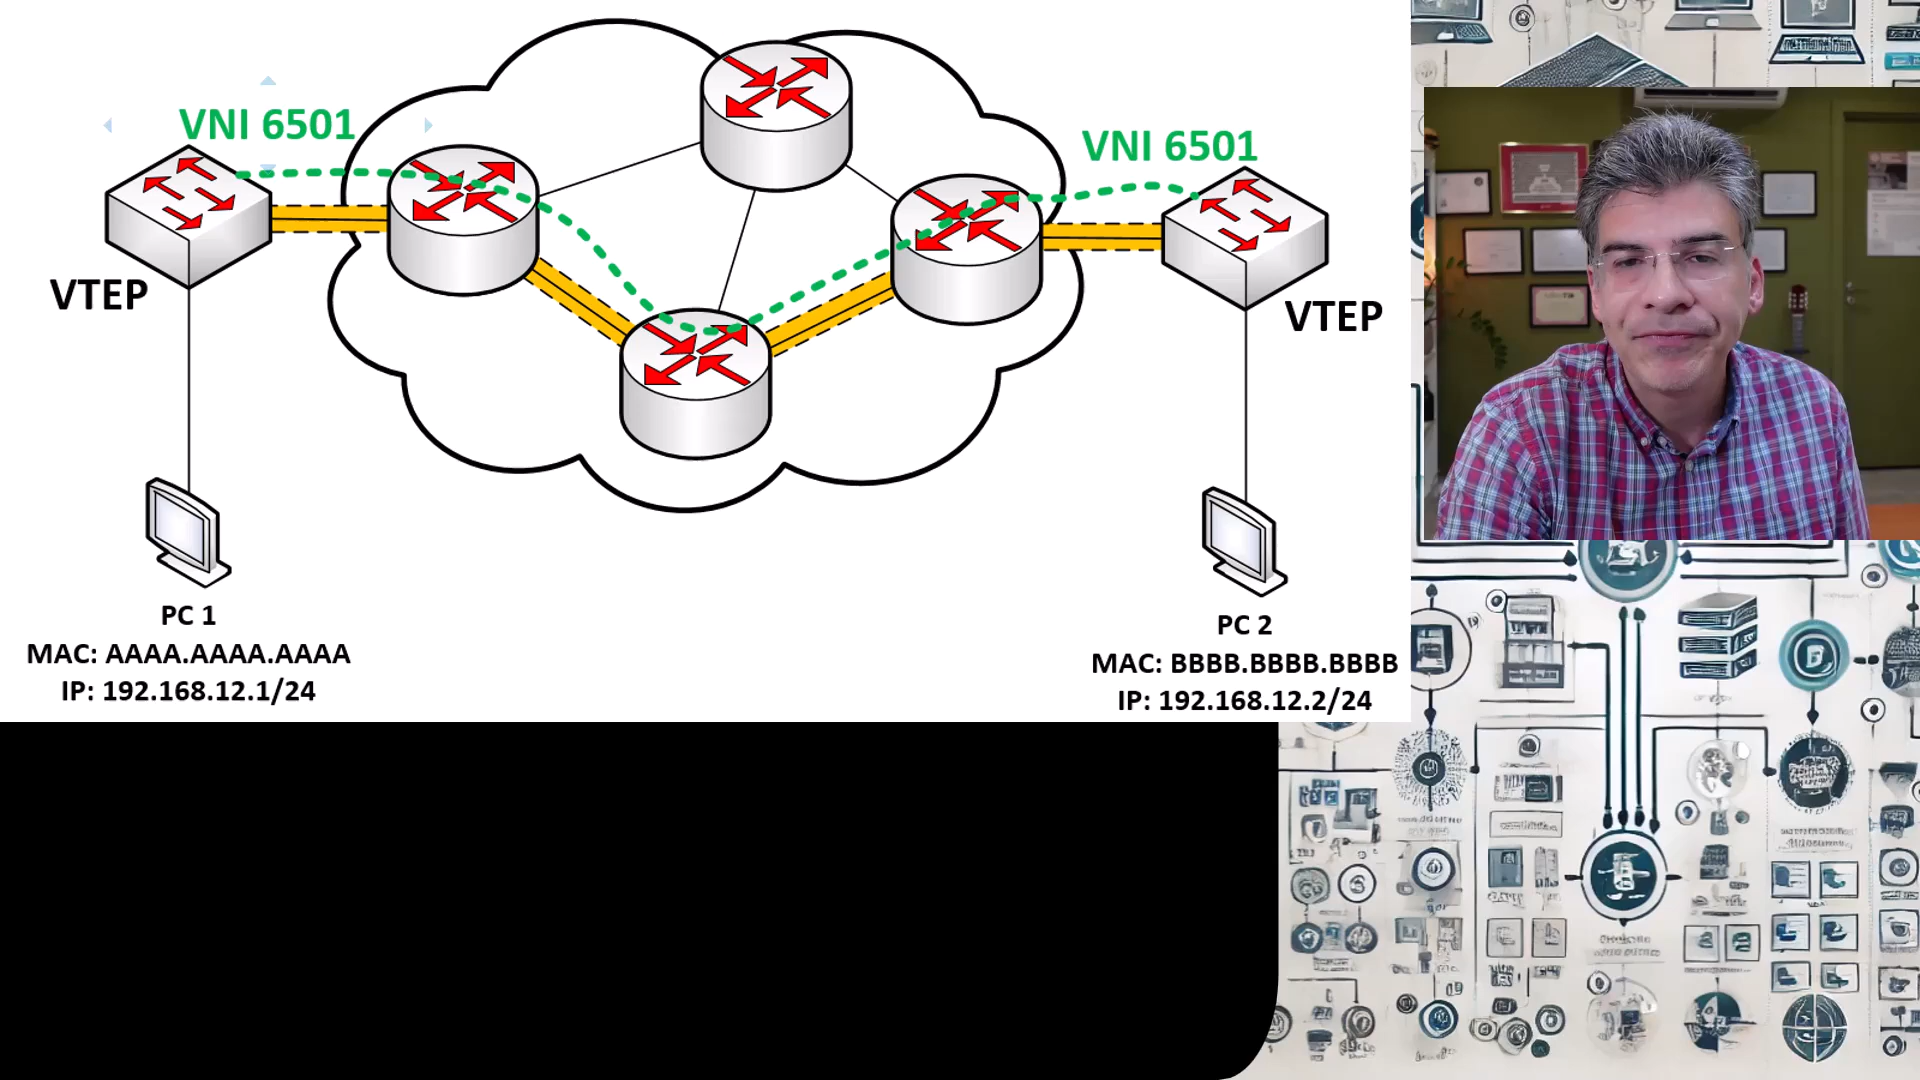 VNI 6501
VNI 6501
VTEP
VTEP
PC 1
MAC: AAAA.AAAA.AAAA
IP: 192.168.12.1/24
PC 2
MAC: BBBB.BBBB.BBBB
IP: 192.168.12.2/24